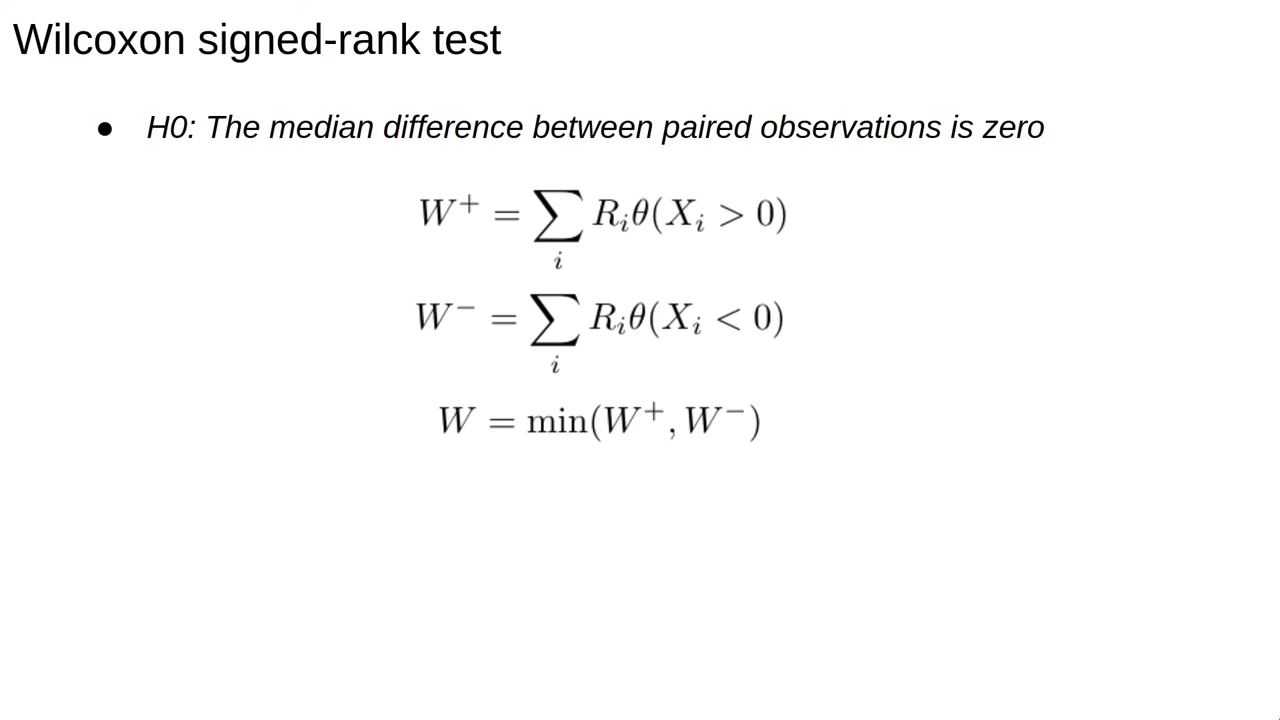 Wilcoxon signed-rank test
● H0: The median difference between paired observations is zero
W⁺ = ∑ᵢ Rᵢθ(Xᵢ > 0)
W⁻ = ∑ᵢ Rᵢθ(Xᵢ < 0)
W = min(W⁺, W⁻)